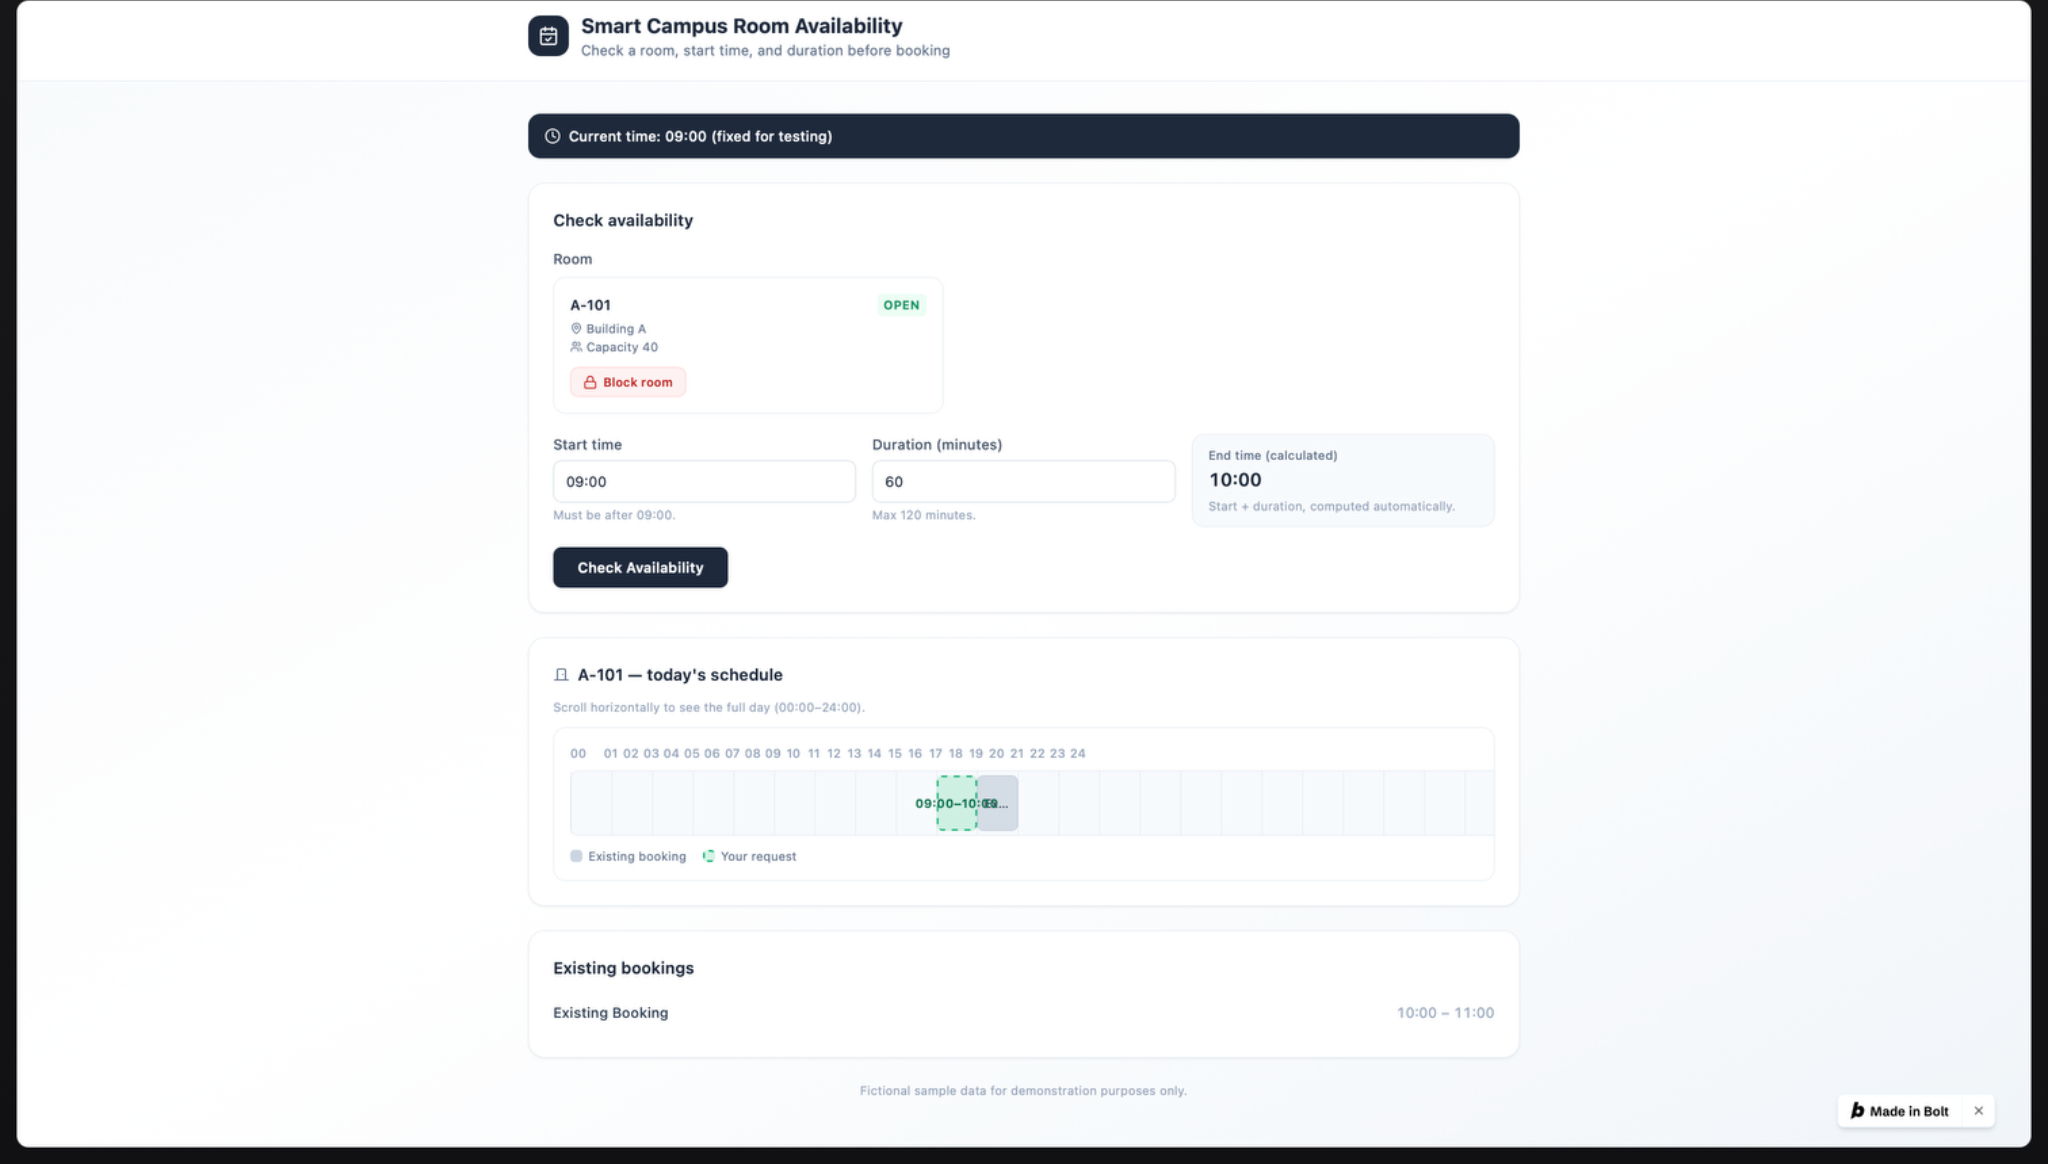 Smart Campus Room Availability
Check a room, start time, and duration before booking
Current time: 09:00 (fixed for testing)
Check availability
Room
A-101
OPEN
Building A
Capacity 40
Block room
Start time
09:00
Must be after 09:00.
Duration (minutes)
60
Max 120 minutes.
End time (calculated)
10:00
Start + duration, computed automatically.
Check Availability
A-101 — today's schedule
Scroll horizontally to see the full day (00:00–24:00).
00 01 02 03 04 05 06 07 08 09 10 11 12 13 14 15 16 17 18 19 20 21 22 23 24
09:00–10:00
Existing booking
Your request
Existing bookings
Existing Booking
10:00 – 11:00
Fictional sample data for demonstration purposes only.
Made in Bolt